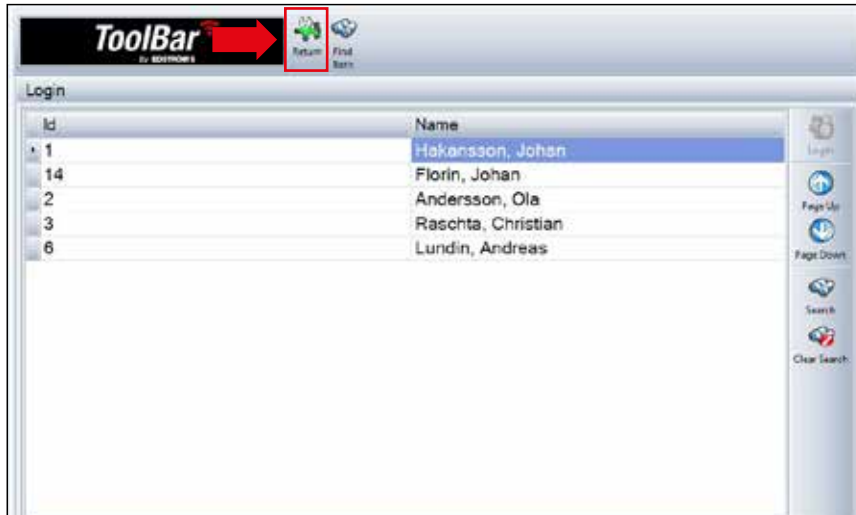 ToolBar
Return
Find
Item
Login
Id
Name
1
Hakansson, Johan
14
Florin, Johan
2
Andersson, Ola
3
Raschta, Christian
6
Lundin, Andreas
Login
Page Up
Page Down
Search
Clear Search